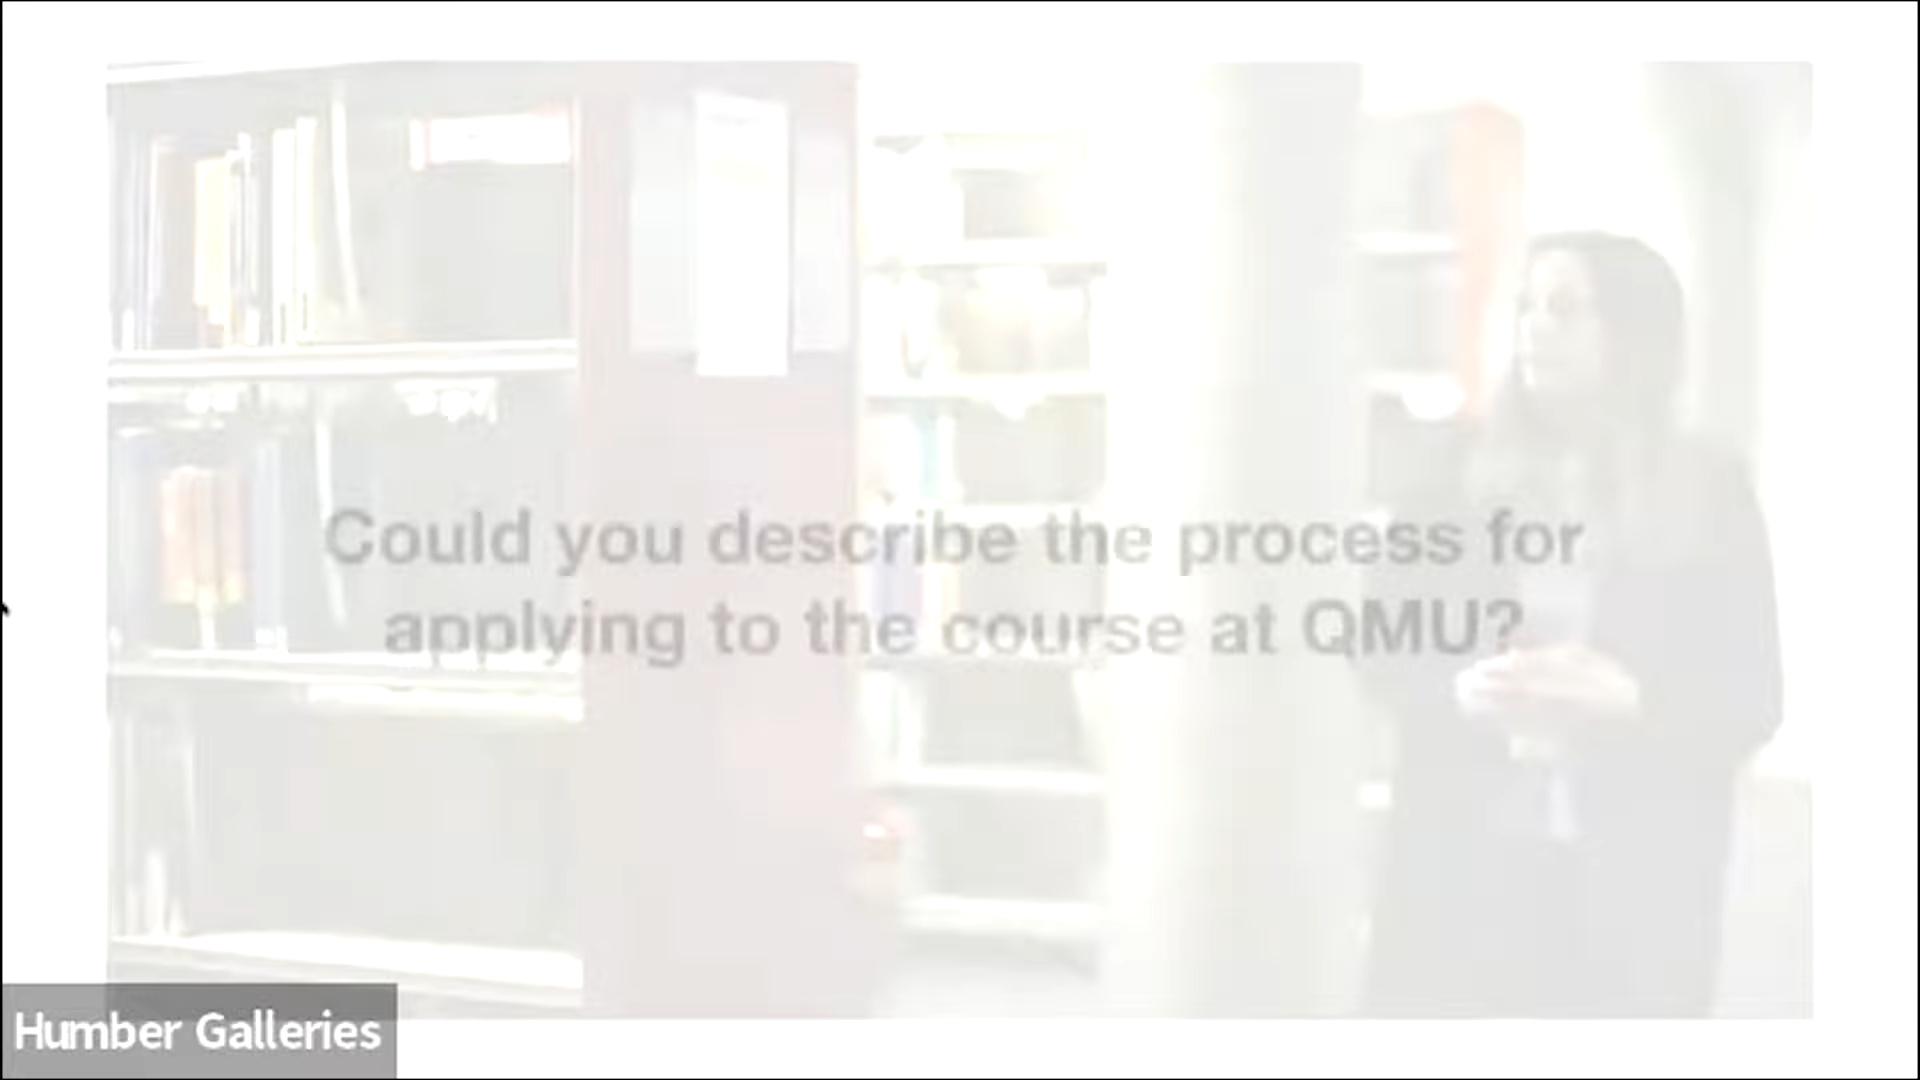 Could you describe the process for
applying to the course at QMU?
Humber Galleries